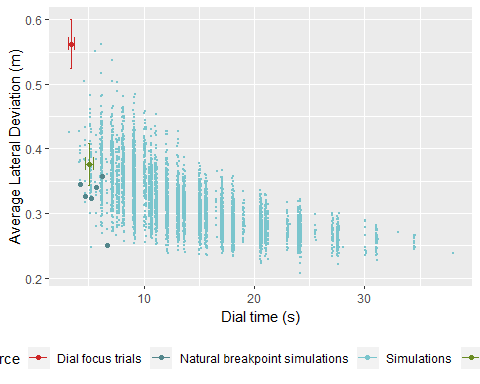 0.6
0.5
0.4
0.3
0.2
Average Lateral Deviation (m)
10 20 30
Dial time (s)
rce Dial focus trials Natural breakpoint simulations Simulations